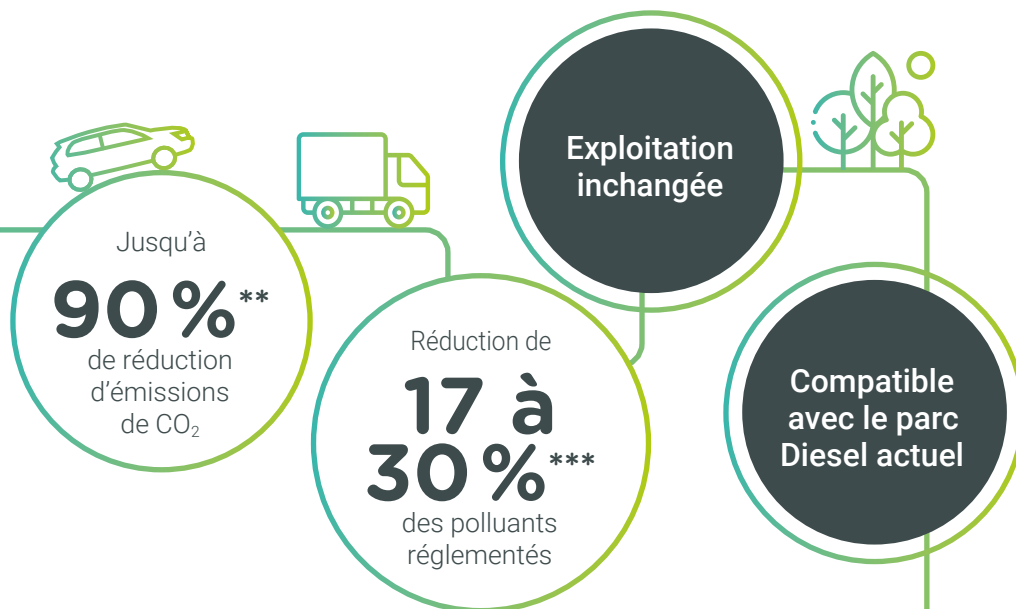 Jusqu’à
90 %**
de réduction
d’émissions
de CO₂
Réduction de
17 à
30 %***
des polluants
réglementés
Exploitation
inchangée
Compatible
avec le parc
Diesel actuel